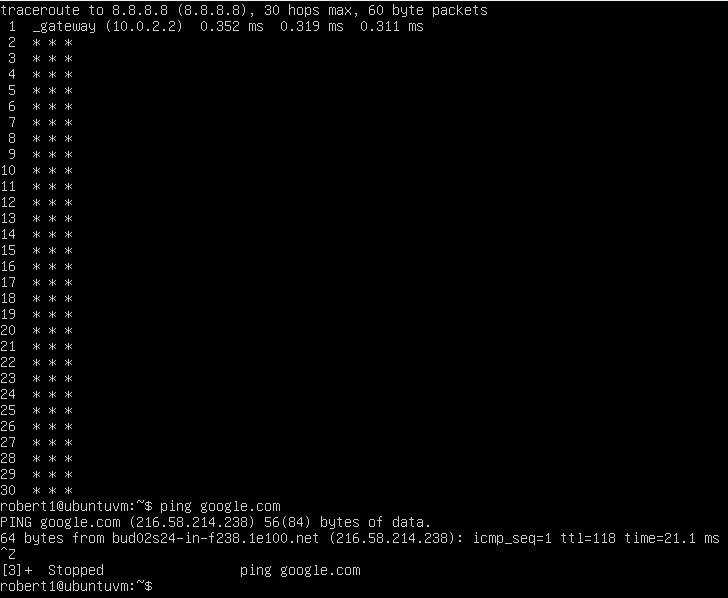 traceroute to 8.8.8.8 (8.8.8.8), 30 hops max, 60 byte packets
1 _gateway (10.0.2.2) 0.352 ms 0.319 ms 0.311 ms
2 * * *
3 * * *
4 * * *
5 * * *
6 * * *
7 * * *
8 * * *
9 * * *
10 * * *
11 * * *
12 * * *
13 * * *
14 * * *
15 * * *
16 * * *
17 * * *
18 * * *
19 * * *
20 * * *
21 * * *
22 * * *
23 * * *
24 * * *
25 * * *
26 * * *
27 * * *
28 * * *
29 * * *
30 * * *
robert1@ubuntuvm:~$ ping google.com
PING google.com (216.58.214.238) 56(84) bytes of data.
64 bytes from bud02s24-in-f238.1e100.net (216.58.214.238): icmp_seq=1 ttl=118 time=21.1 ms
^Z
[3]+ Stopped ping google.com
robert1@ubuntuvm:~$